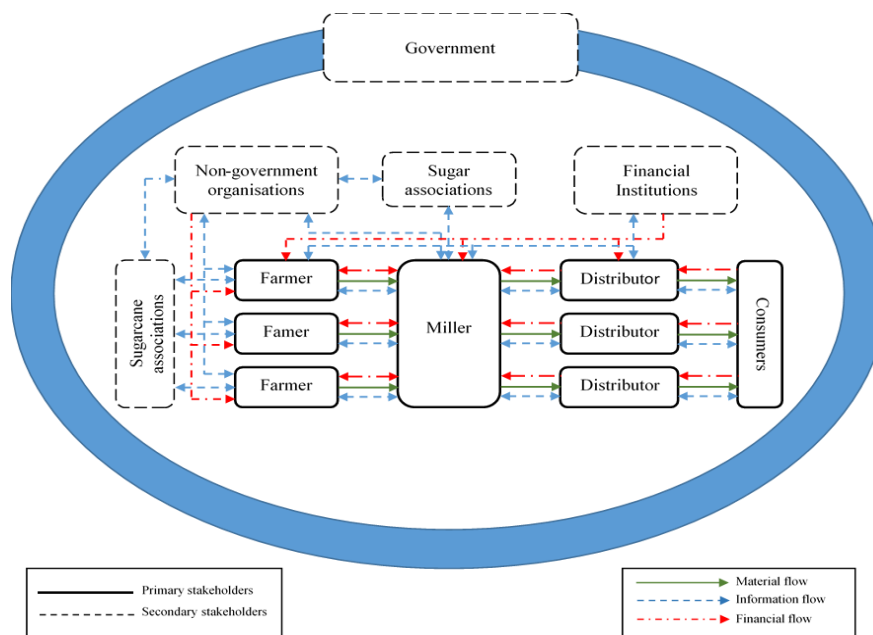 Government
Non-government
organisations
Sugar
associations
Financial
Institutions
Sugarcane
associations
Farmer
Miller
Distributor
Consumers
Famer
Distributor
Farmer
Distributor
Primary stakeholders
Secondary stakeholders
Material flow
Information flow
Financial flow